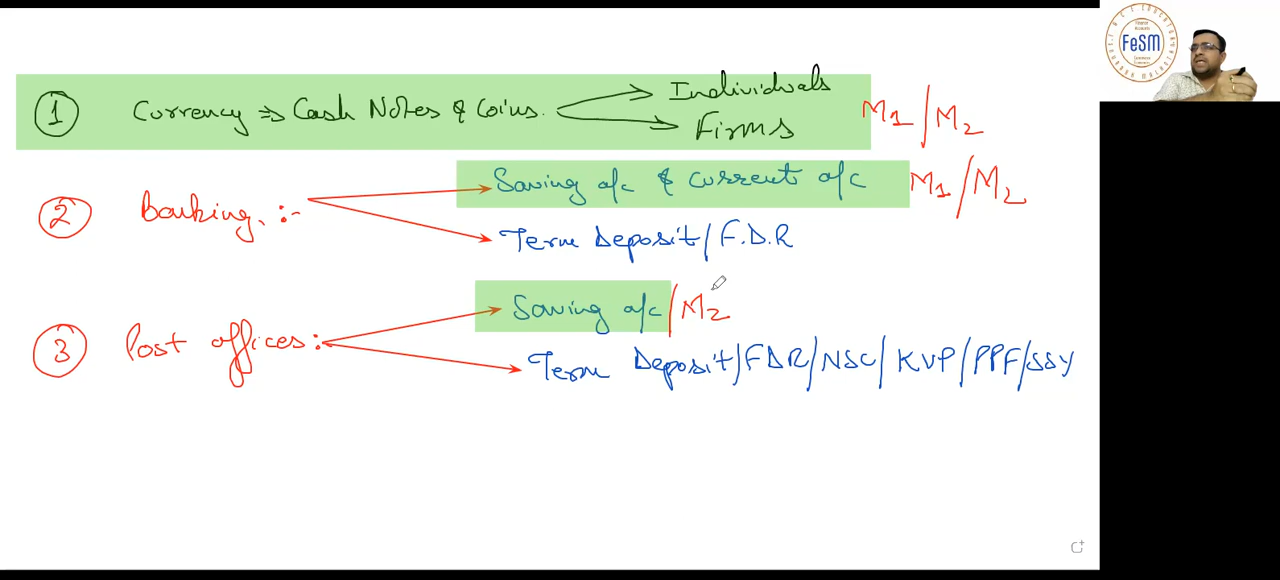 FeSM
① Currency ⇒ Cash Notes & Coins.
Individuals
Firms
M1/M2
② Banking :-
Saving a/c & current a/c
M1/M2
Term Deposit/F.D.R
③ Post offices:
Saving a/c/M2
Term Deposit/FDR/NSC/KVP/PPF/SSY